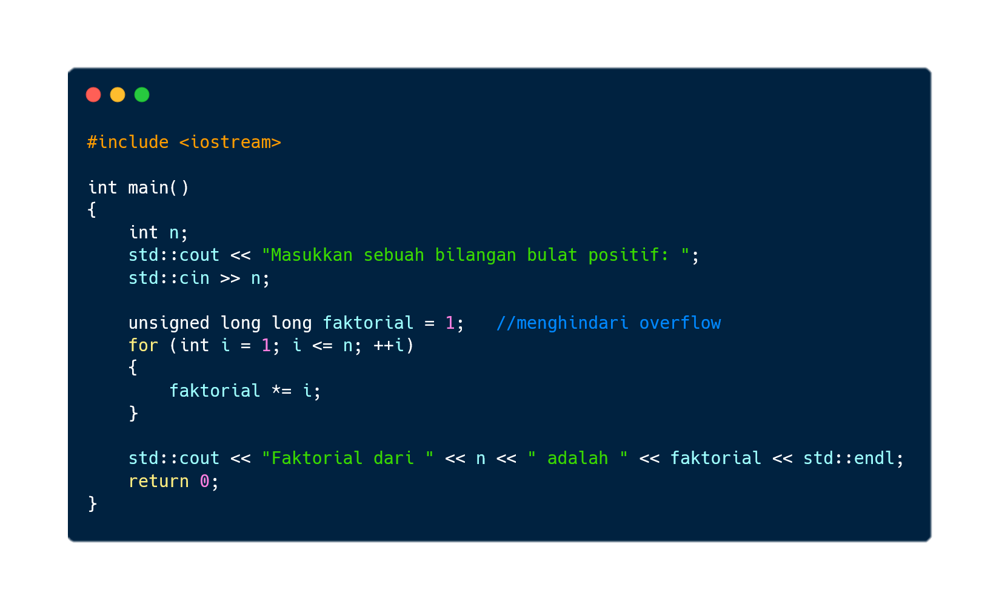 #include <iostream>

int main()
{
    int n;
    std::cout << "Masukkan sebuah bilangan bulat positif: ";
    std::cin >> n;

    unsigned long long faktorial = 1;   //menghindari overflow
    for (int i = 1; i <= n; ++i)
    {
        faktorial *= i;
    }

    std::cout << "Faktorial dari " << n << " adalah " << faktorial << std::endl;
    return 0;
}